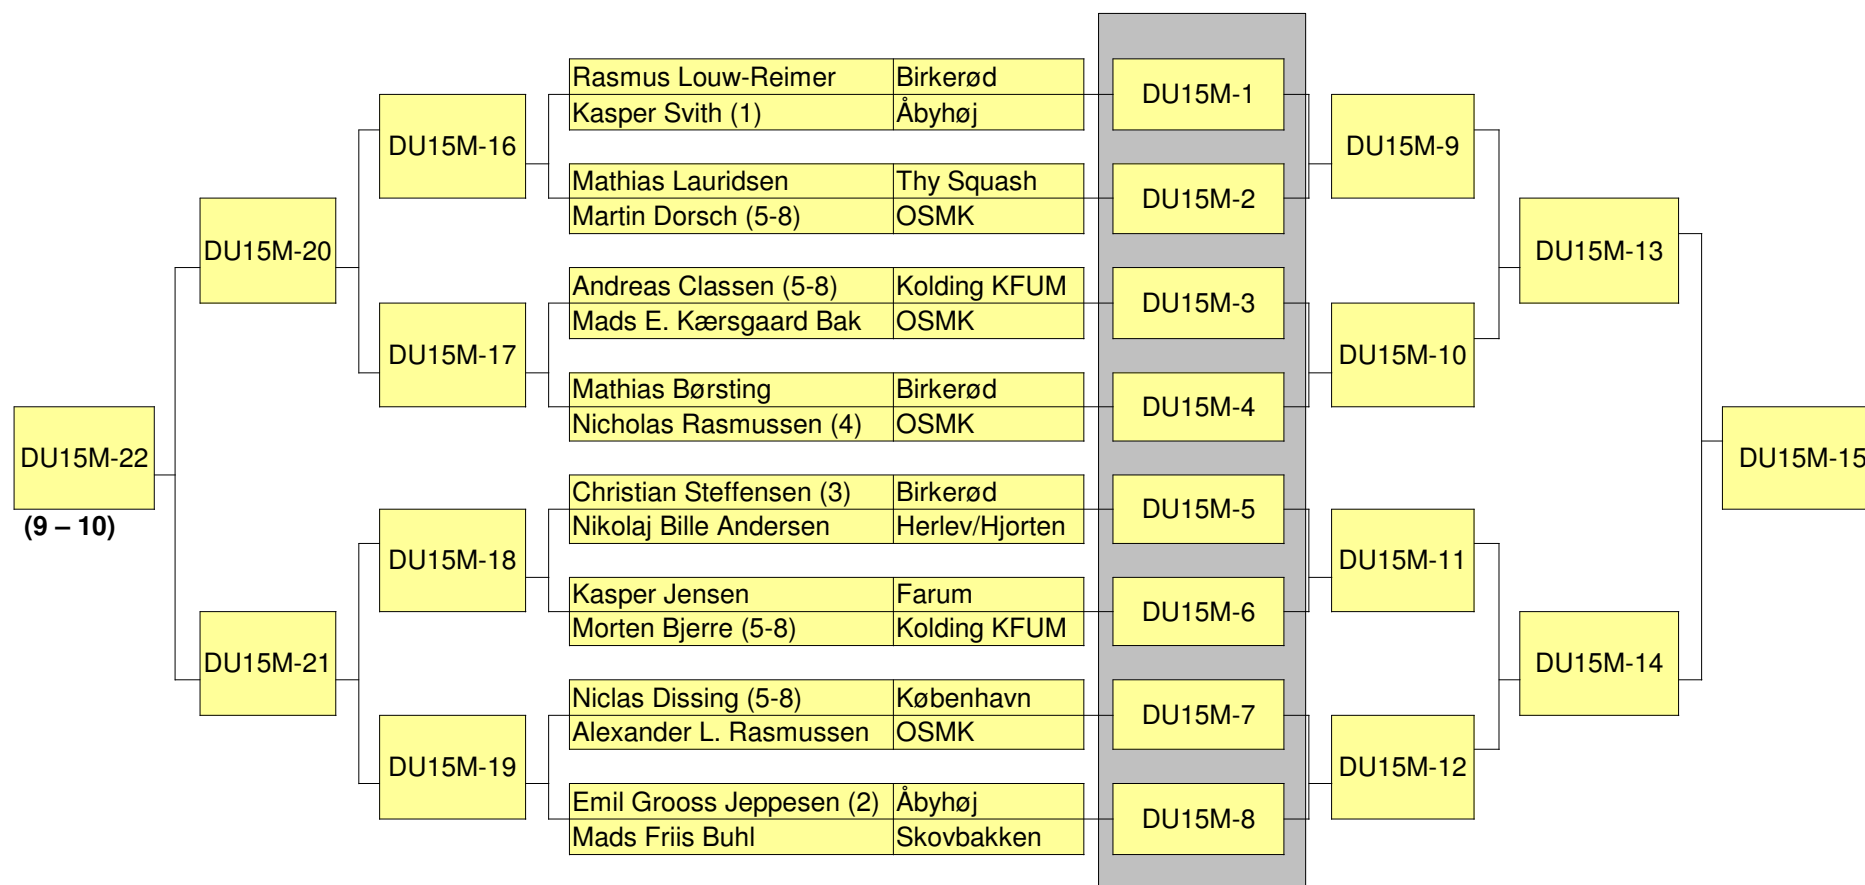 Rasmus Louw-Reimer Birkerød
DU15M-1
Kasper Svith (1) Åbyhøj
DU15M-16
DU15M-9
Mathias Lauridsen Thy Squash
DU15M-2
Martin Dorsch (5-8) OSMK
DU15M-20
DU15M-13
Andreas Classen (5-8) Kolding KFUM
DU15M-3
Mads E. Kærsgaard Bak OSMK
DU15M-17
DU15M-10
Mathias Børsting Birkerød
DU15M-4
Nicholas Rasmussen (4) OSMK
DU15M-22
DU15M-15
(9 – 10)
Christian Steffensen (3) Birkerød
DU15M-5
Nikolaj Bille Andersen Herlev/Hjorten
DU15M-18
DU15M-11
Kasper Jensen Farum
DU15M-6
Morten Bjerre (5-8) Kolding KFUM
DU15M-21
DU15M-14
Niclas Dissing (5-8) København
DU15M-7
Alexander L. Rasmussen OSMK
DU15M-19
DU15M-12
Emil Grooss Jeppesen (2) Åbyhøj
DU15M-8
Mads Friis Buhl Skovbakken